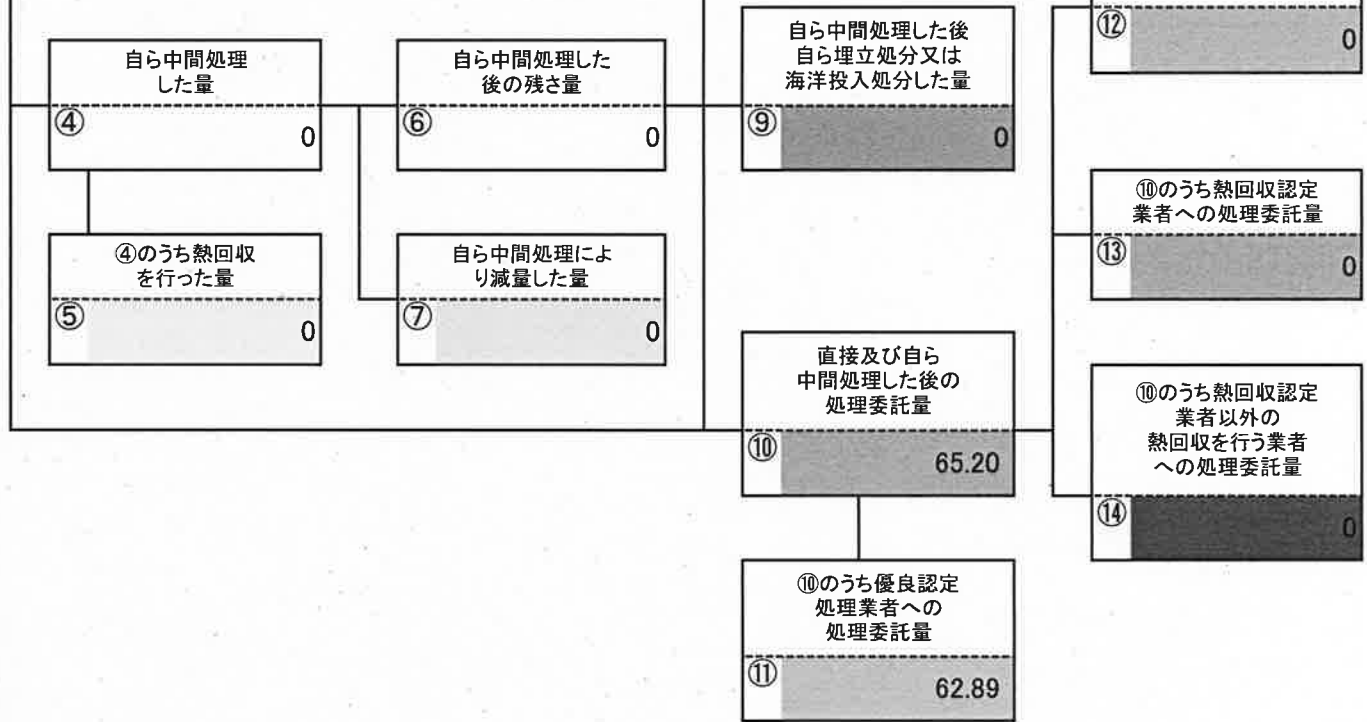 自ら中間処理
した量
④
0
④のうち熱回収
を行った量
⑤
0
自ら中間処理した
後の残さ量
⑥
0
自ら中間処理によ
り減量した量
⑦
0
自ら中間処理した後
自ら埋立処分又は
海洋投入処分した量
⑨
0
直接及び自ら
中間処理した後の
処理委託量
⑩
65.20
⑩のうち優良認定
処理業者への
処理委託量
⑪
62.89
⑫
0
⑩のうち熱回収認定
業者への処理委託量
⑬
0
⑩のうち熱回収認定
業者以外の
熱回収を行う業者
への処理委託量
⑭
0